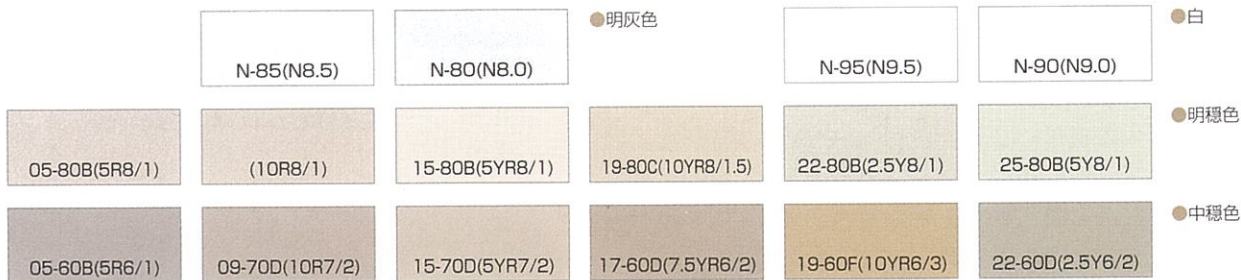 ●明灰色
●白
N-85(N8.5) N-80(N8.0) N-95(N9.5) N-90(N9.0)
●明穏色
05-80B(5R8/1) (10R8/1) 15-80B(5YR8/1) 19-80C(10YR8/1.5) 22-80B(2.5Y8/1) 25-80B(5Y8/1)
●中穏色
05-60B(5R6/1) 09-70D(10R7/2) 15-70D(5YR7/2) 17-60D(7.5YR6/2) 19-60F(10YR6/3) 22-60D(2.5Y6/2)